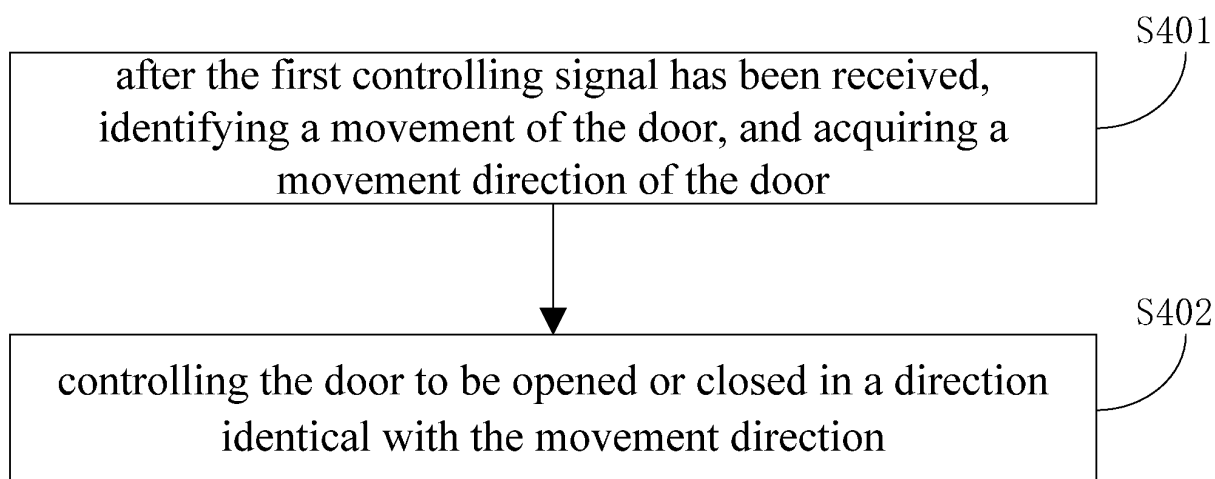 S401
after the first controlling signal has been received,
identifying a movement of the door, and acquiring a
movement direction of the door
S402
controlling the door to be opened or closed in a direction
identical with the movement direction